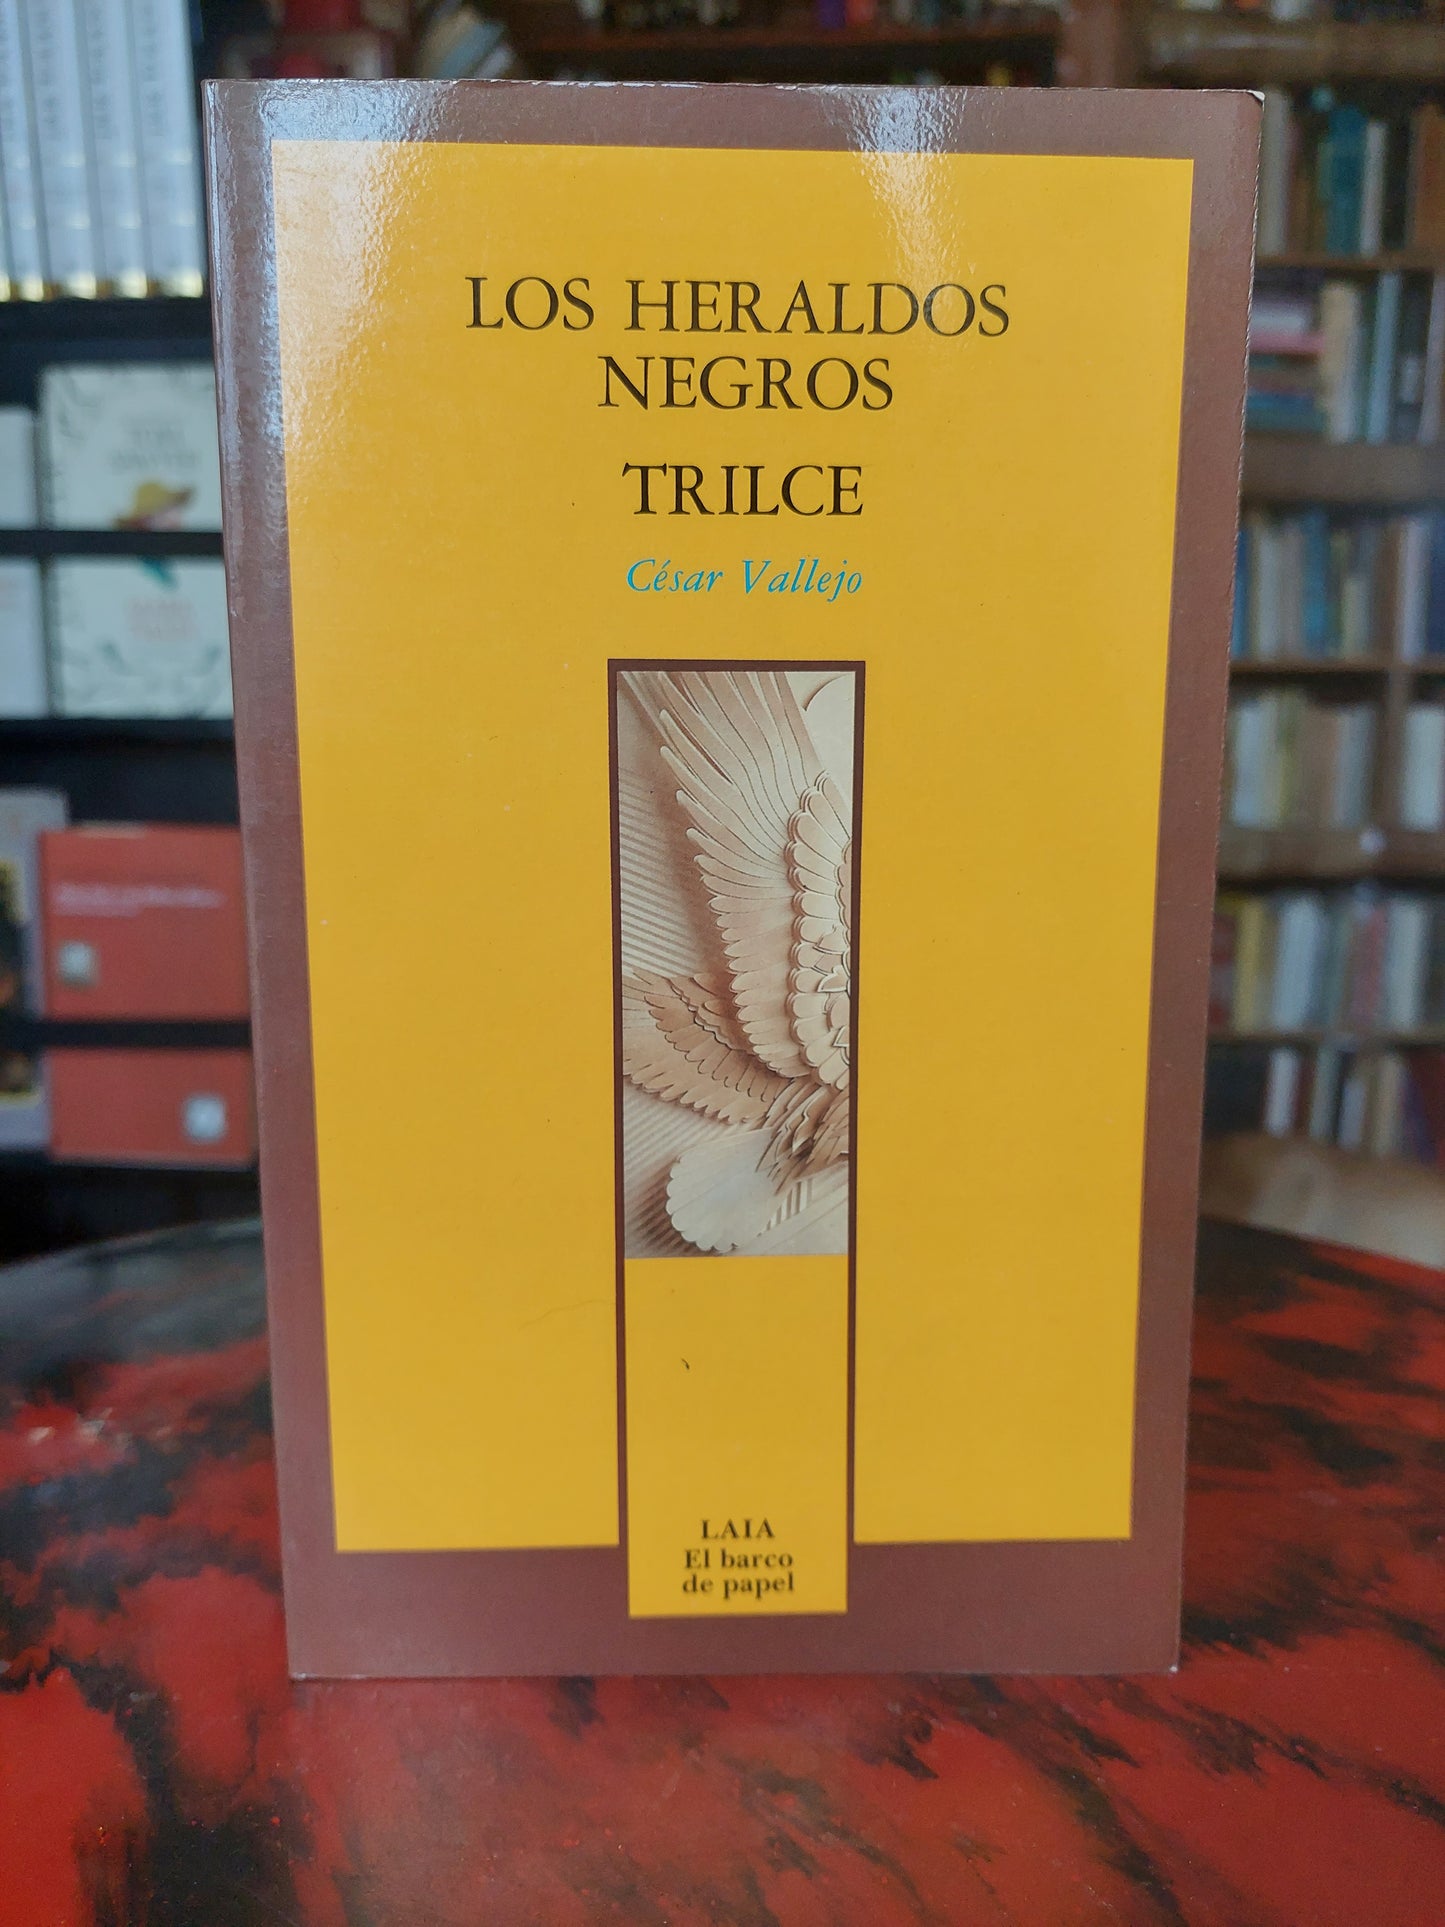 LOS HERALDOS
NEGROS
TRILCE
César Vallejo
LAIA
El barco
de papel